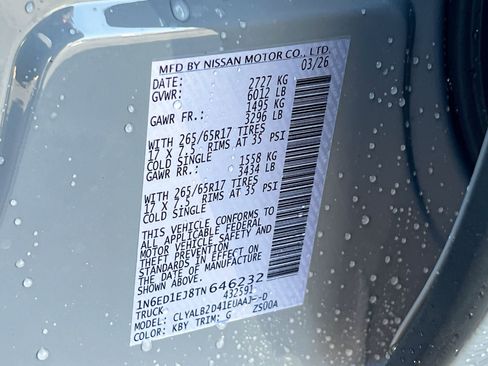 MFD BY NISSAN MOTOR CO., LTD.
DATE: 03/26
GVWR: 2727 KG
6012 LB
GAWR FR.: 1495 KG
3296 LB
WITH 265/65R17 TIRES
17 X 7.5 RIMS AT 35 PSI
COLD SINGLE
GAWR RR.: 1558 KG
3434 LB
WITH 265/65R17 TIRES
17 X 7.5 RIMS AT 35 PSI
COLD SINGLE
THIS VEHICLE CONFORMS TO
ALL APPLICABLE FEDERAL
MOTOR VEHICLE SAFETY AND
THEFT PREVENTION
STANDARDS IN EFFECT ON
THE DATE OF MANUFACTURE
SHOWN ABOVE.
1N6ED1EJ8TN646232
TRUCK 432591
MODEL: CLYALB2D41EUAAJ--D
COLOR: KBY TRIM: G ZS00A